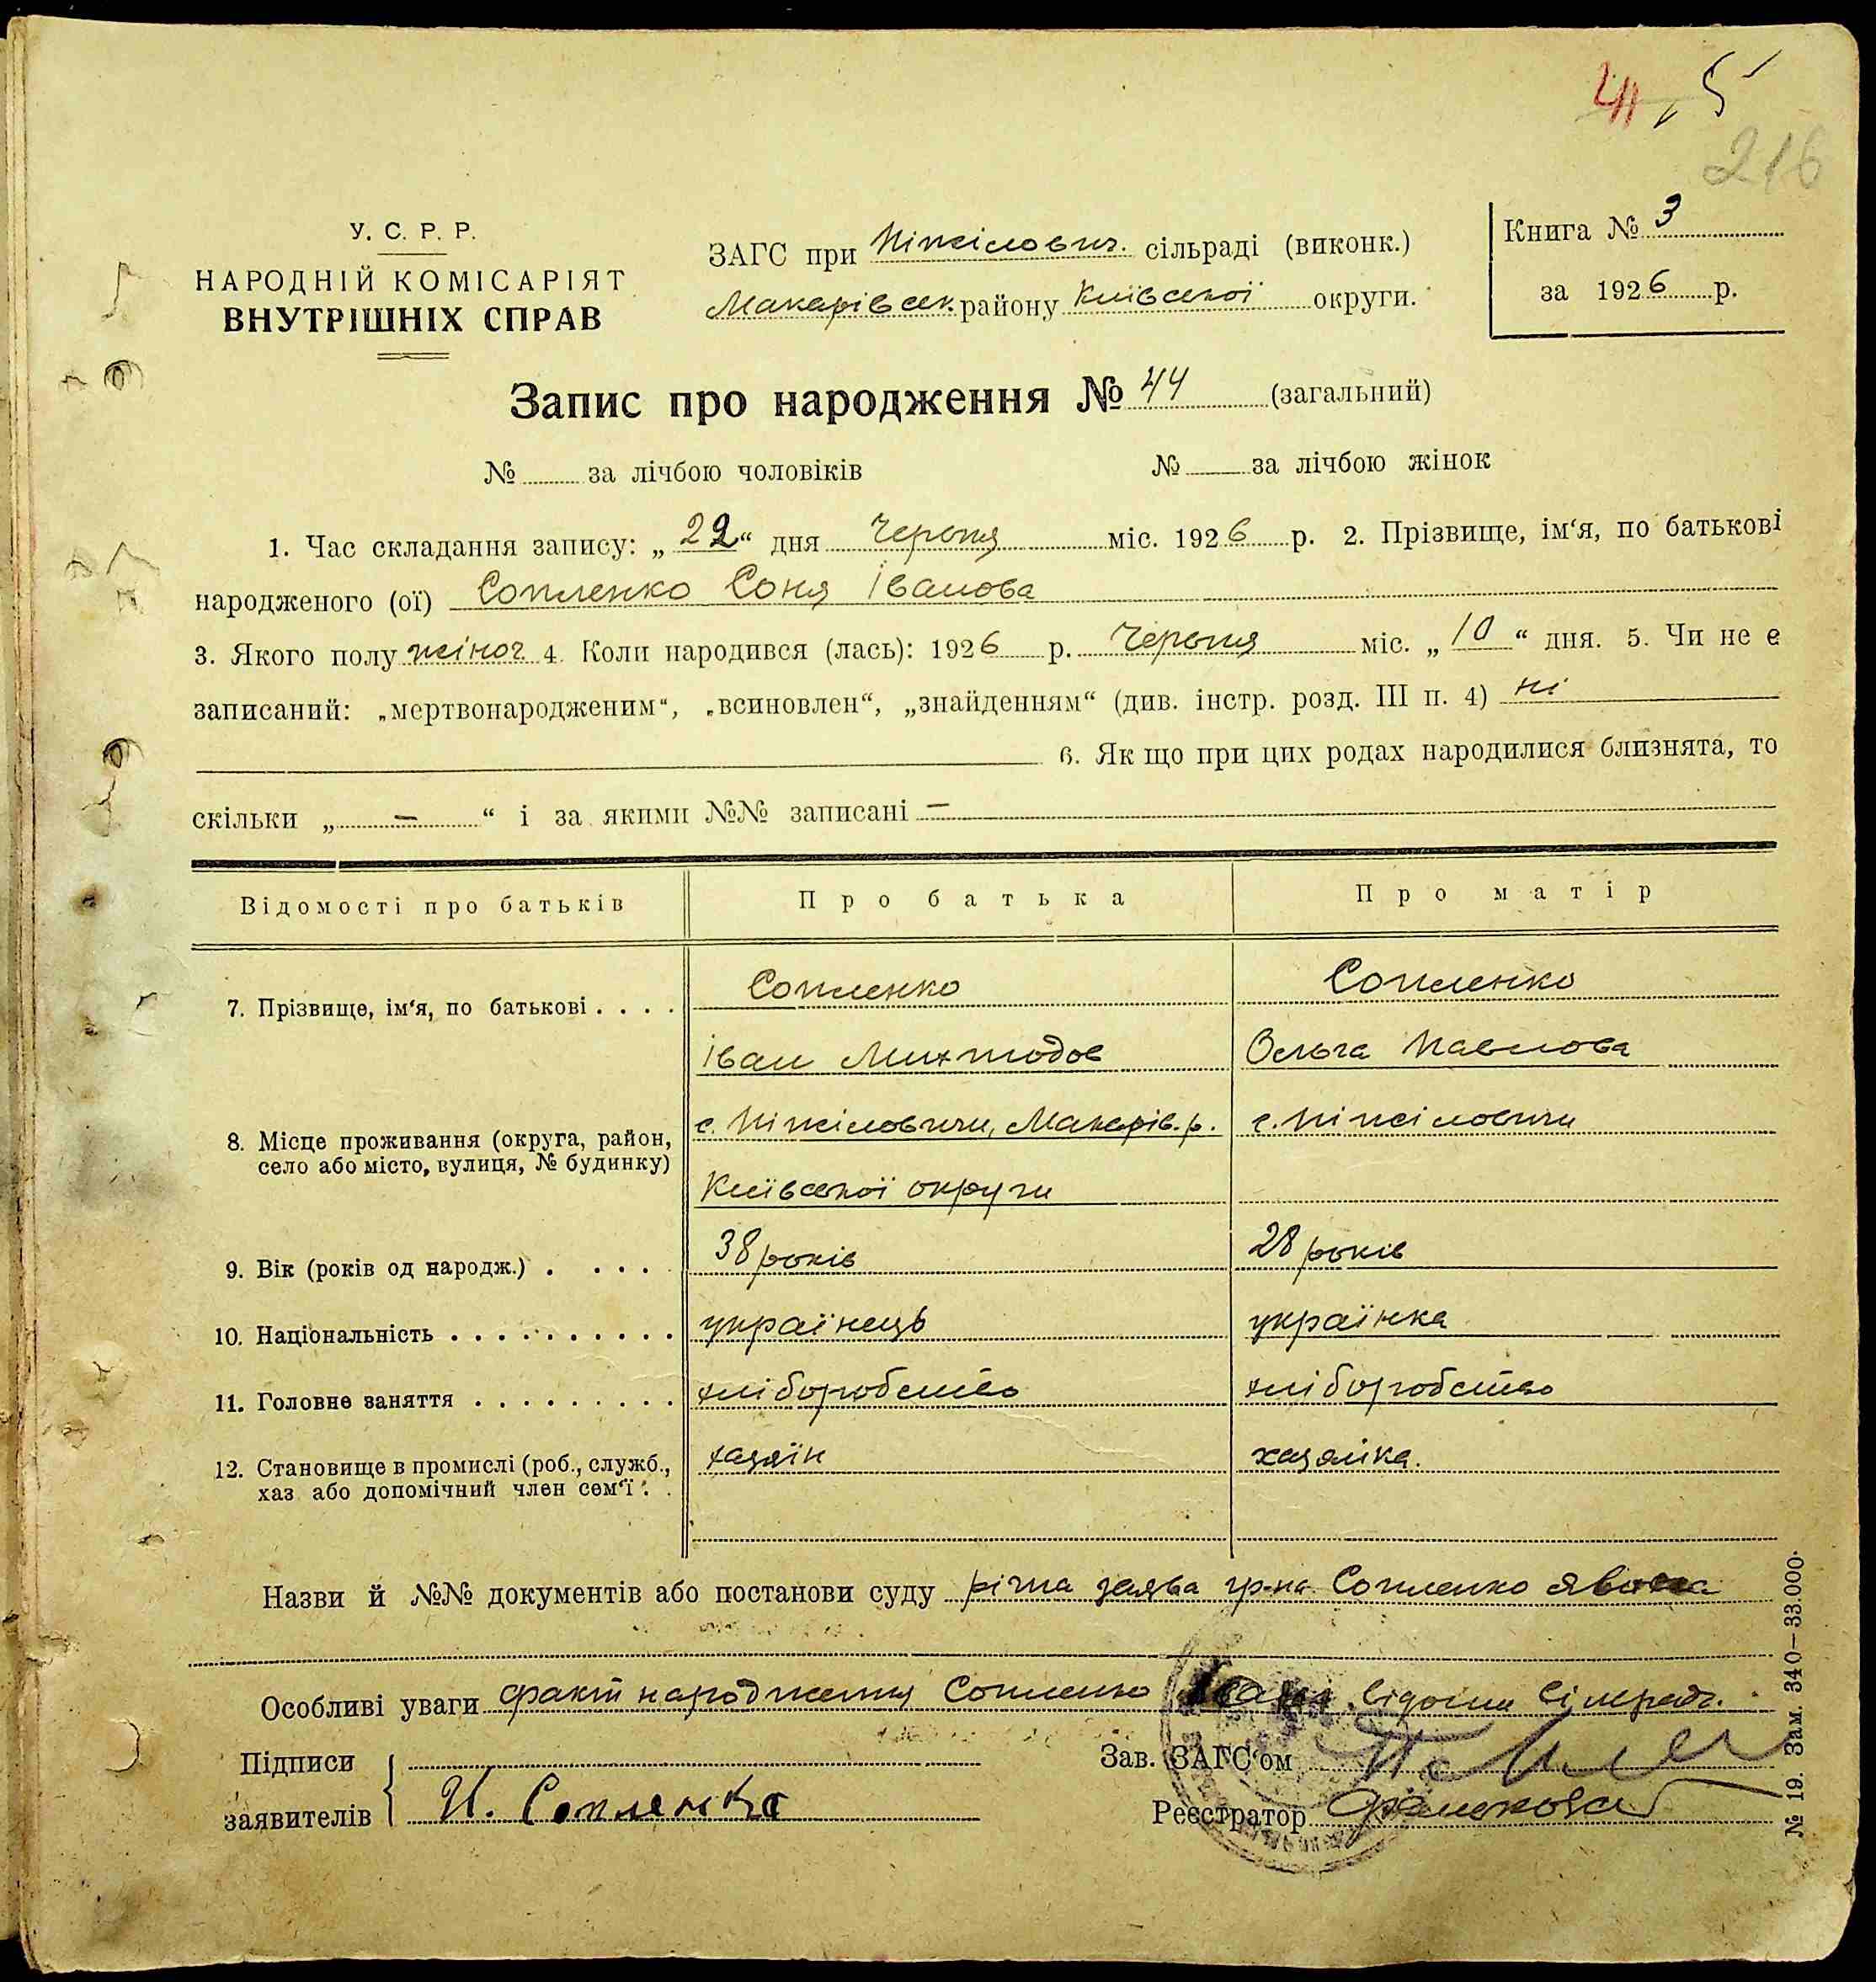 4, 5
216
У. С. Р. Р.
НАРОДНІЙ КОМІСАРІЯТ
ВНУТРІШНІХ СПРАВ
ЗАГС при Ніжілович. сільраді (виконк.)
Макарівськ. району Київської округи.
Книга № 3
за 1926 р.
Запис про народження № 44 (загальний)
№ за лічбою чоловіків № за лічбою жінок
1. Час складання запису: „22“ дня Червня міс. 1926 р. 2. Прізвище, ім‘я, по батькові
народженого (ої) Сопленко Соня Іванова
3. Якого полу жіноч 4. Коли народився (лась): 1926 р. Червня міс. „10“ дня. 5. Чи не є
записаний: „мертвонародженим“, „всиновлен“, „знайденням“ (див. інстр. розд. III п. 4) ні
6. Як що при цих родах народилися близнята, то
скільки „ — “ і за якими №№ записані —
Відомості про батьків Про батька Про матір
7. Прізвище, ім‘я, по батькові . . . . Сопленко Сопленко
Іван Ольга Павлова
8. Місце проживання (округа, район, с. Ніжіловичи, Макарів. р. с. Ніжіловичи
село або місто, вулиця, № будинку)
Київської округи
9. Вік (років од народж.) . . . . 38 років 28 років
10. Національність . . . . . . . . . . українець українка
11. Головне заняття . . . . . . . . . хліборобство хліборобство
12. Становище в промислі (роб., служб., хазяїн хазяйка.
хаз або допомічний член сем‘ї . .
Назви й №№ документів або постанови суду заява гр-на Сопленко
Особливі уваги факт народження Сопленко відома Сільраді.
Підписи
заявителів И. Сопленко
Зав. ЗАГС‘ом
Реєстратор
№ 19. Зам. 340—33.000.